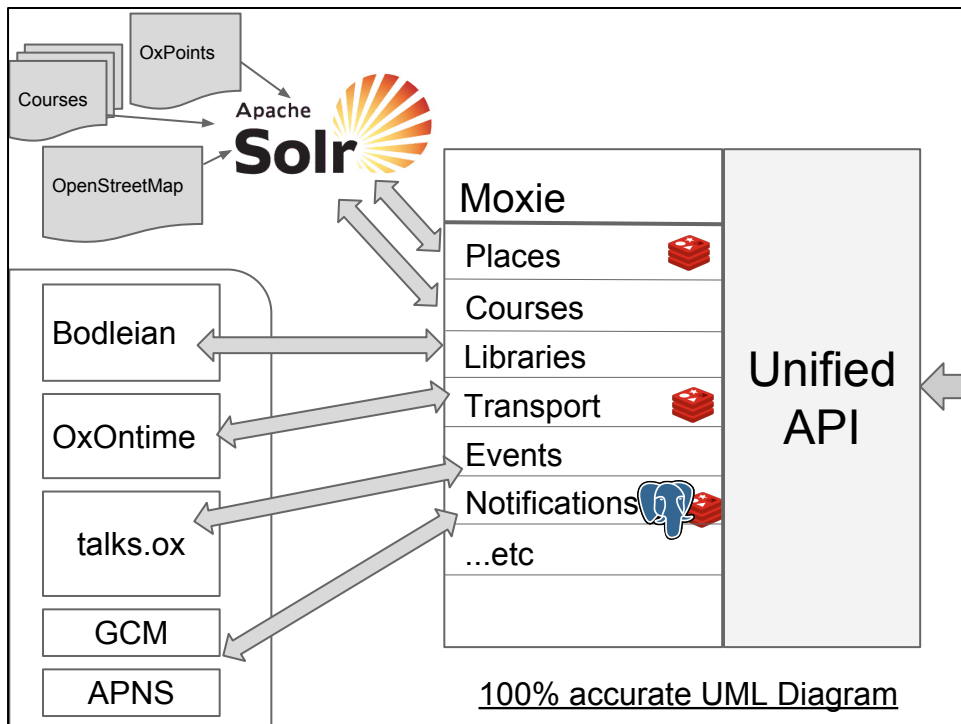 OxPoints
Courses
OpenStreetMap
Apache
Solr
Moxie
Places
Courses
Libraries
Transport
Events
Notifications
...etc
Unified
API
Bodleian
OxOntime
talks.ox
GCM
APNS
100% accurate UML Diagram